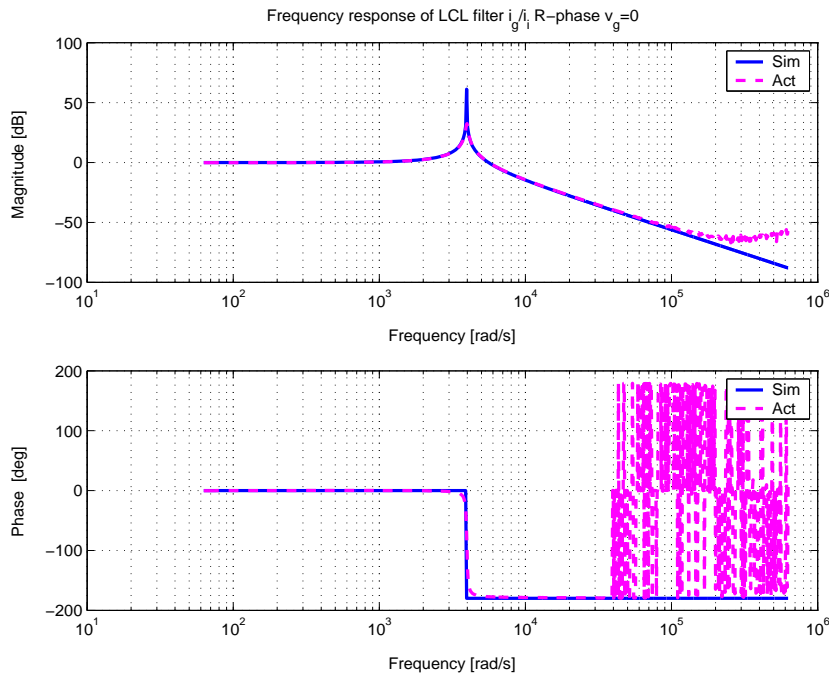 Frequency response of LCL filter i_g/i_i R−phase v_g=0
100
50
0
−50
−100
Magnitude [dB]
Sim
Act
10^1 10^2 10^3 10^4 10^5 10^6
Frequency [rad/s]
200
100
0
−100
−200
Phase [deg]
Sim
Act
10^1 10^2 10^3 10^4 10^5 10^6
Frequency [rad/s]